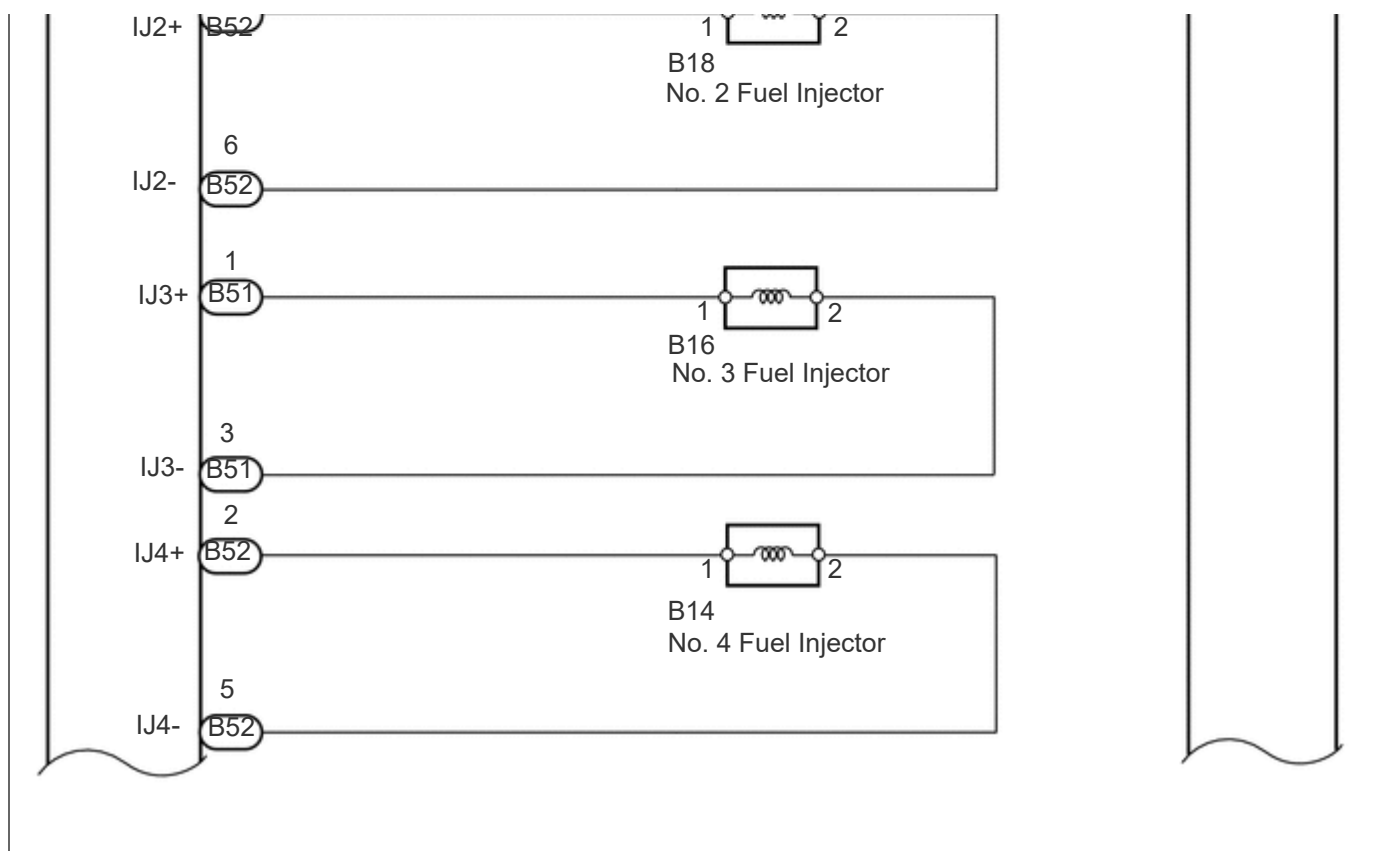 IJ2+ B52 1 2
B18
No. 2 Fuel Injector
6
IJ2- B52
1
IJ3+ B51
1 2
B16
No. 3 Fuel Injector
3
IJ3- B51
2
IJ4+ B52
1 2
B14
No. 4 Fuel Injector
5
IJ4- B52